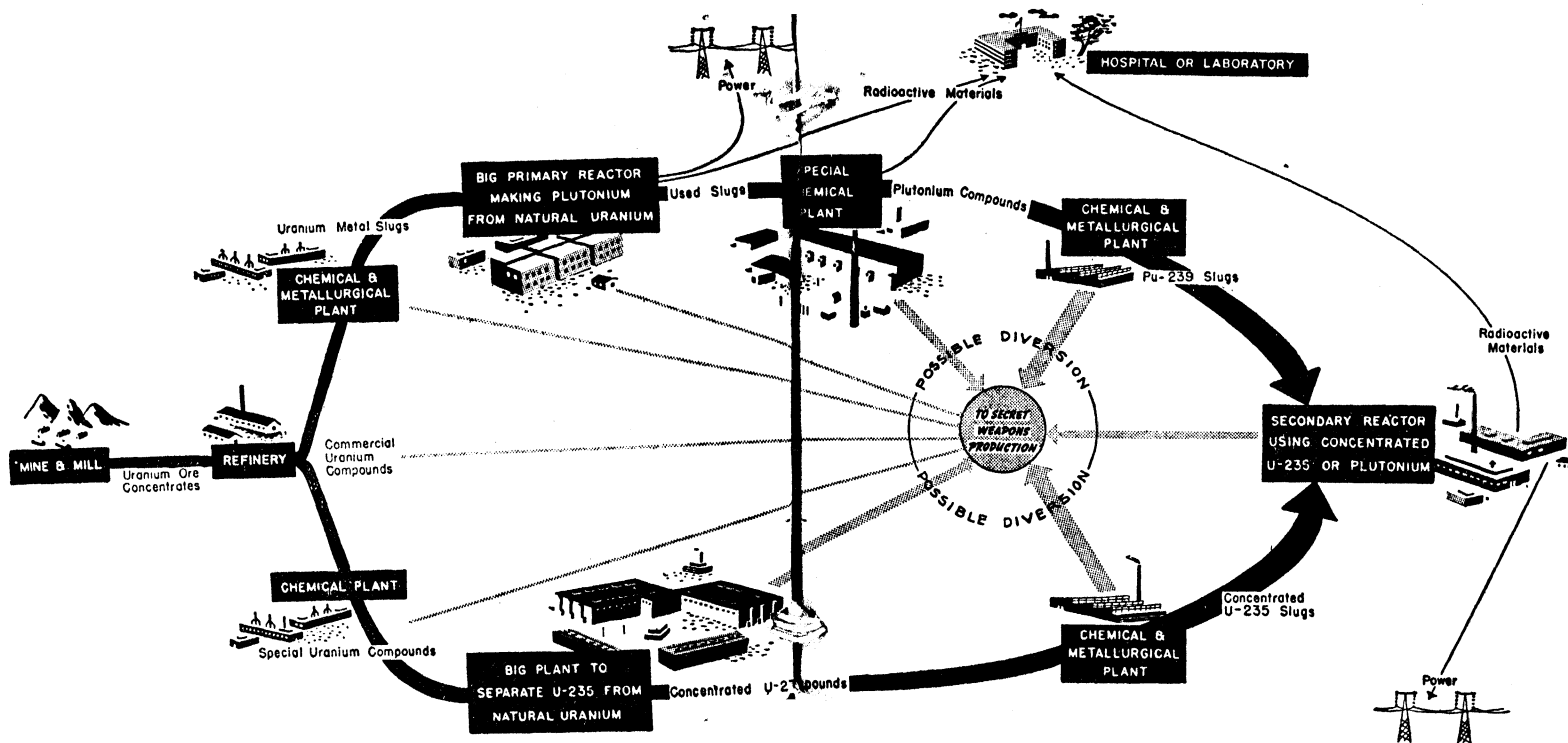 Power
Radioactive Materials
HOSPITAL OR LABORATORY
BIG PRIMARY REACTOR
MAKING PLUTONIUM
FROM NATURAL URANIUM
Used Slugs
PECIAL
EMICAL
PLANT
Plutonium Compounds
CHEMICAL &
METALLURGICAL
PLANT
Pu-239 Slugs
Uranium Metal Slugs
CHEMICAL &
METALLURGICAL
PLANT
POSSIBLE DIVERSION
TO SECRET
WEAPONS
PRODUCTION
POSSIBLE DIVERSION
Radioactive
Materials
MINE & MILL
Uranium Ore
Concentrates
REFINERY
Commercial
Uranium
Compounds
SECONDARY REACTOR
USING CONCENTRATED
U-235 OR PLUTONIUM
CHEMICAL PLANT
Special Uranium Compounds
BIG PLANT TO
SEPARATE U-235 FROM
NATURAL URANIUM
Concentrated U-2 pounds
CHEMICAL &
METALLURGICAL
PLANT
Concentrated
U-235 Slugs
Power